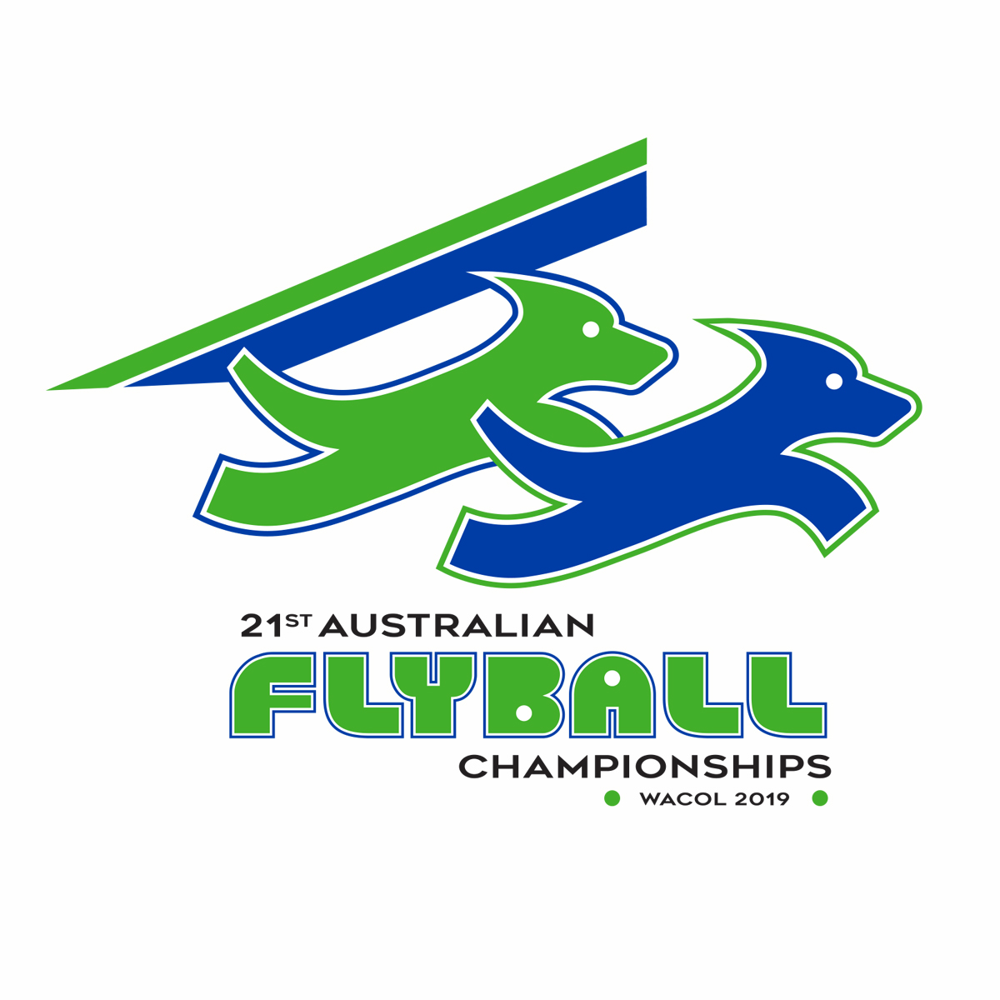 21ST AUSTRALIAN
FLYBALL
CHAMPIONSHIPS
WACOL 2019